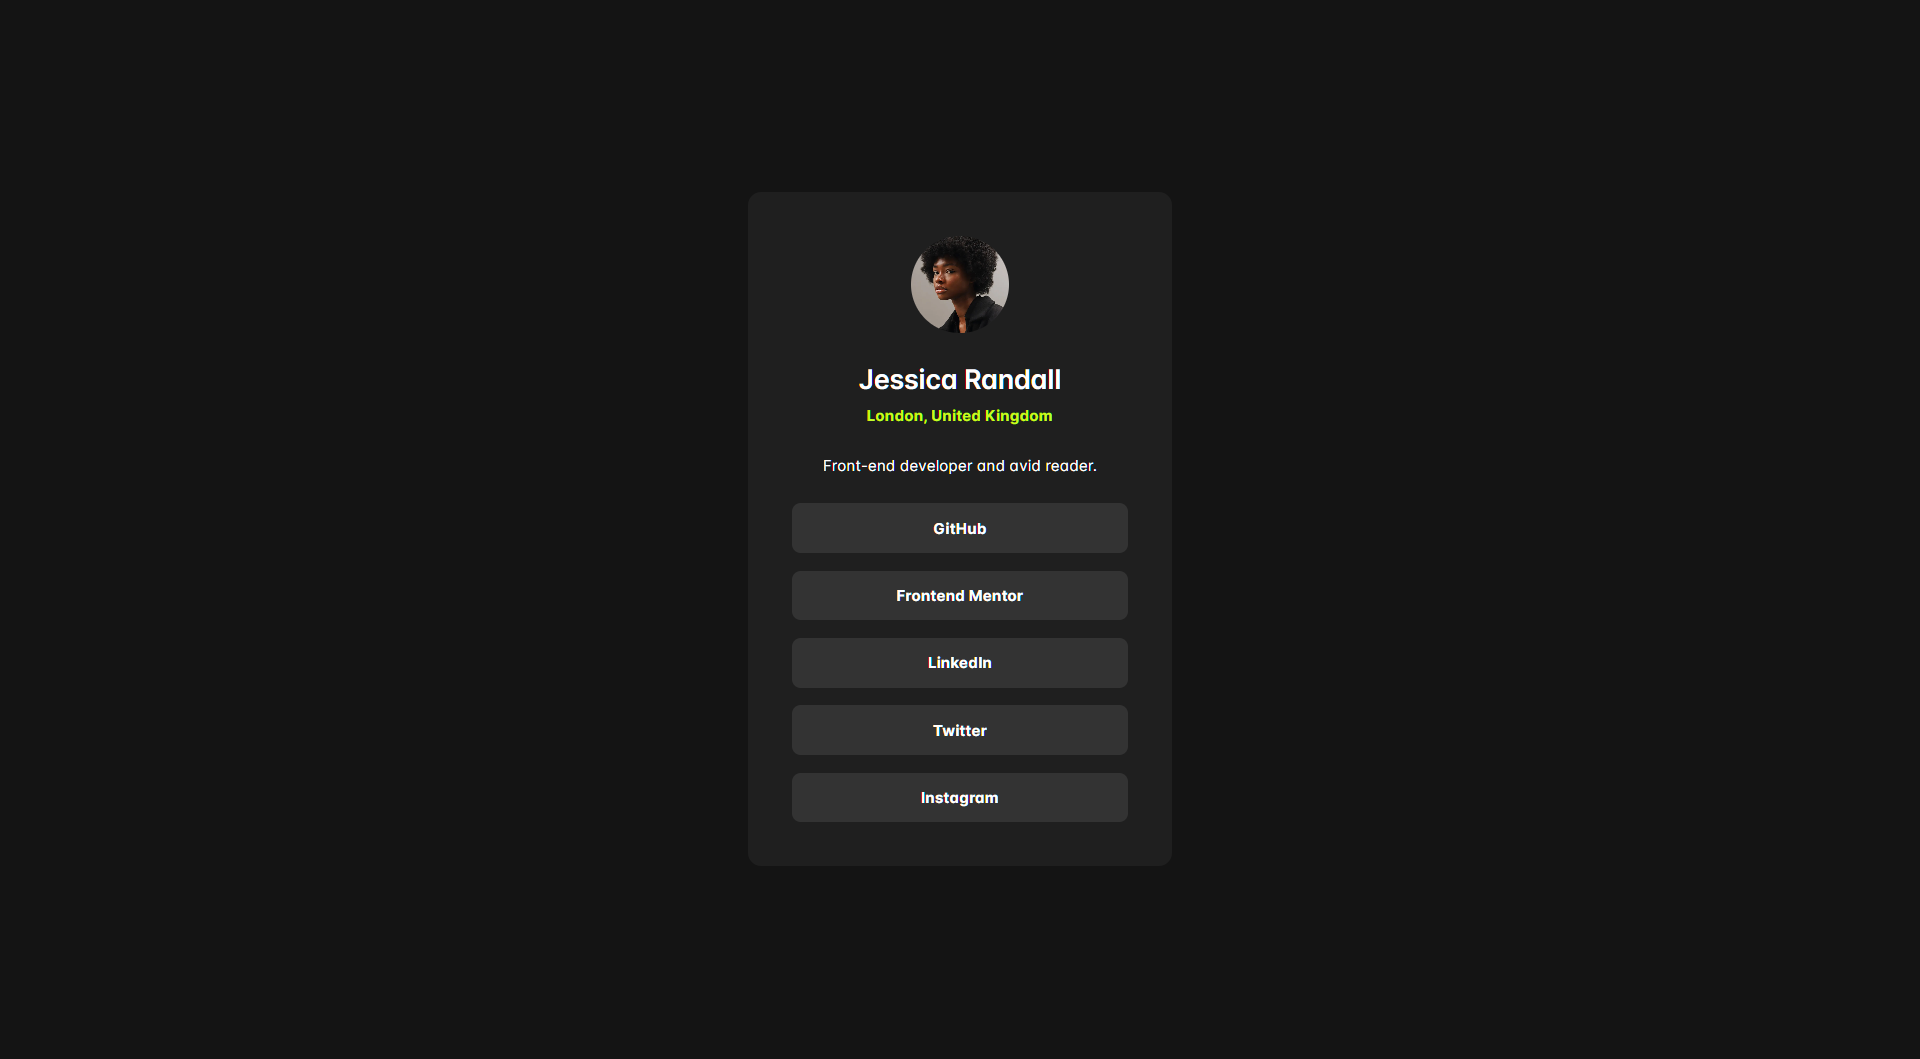 Jessica Randall
London, United Kingdom
Front-end developer and avid reader.
GitHub
Frontend Mentor
LinkedIn
Twitter
Instagram